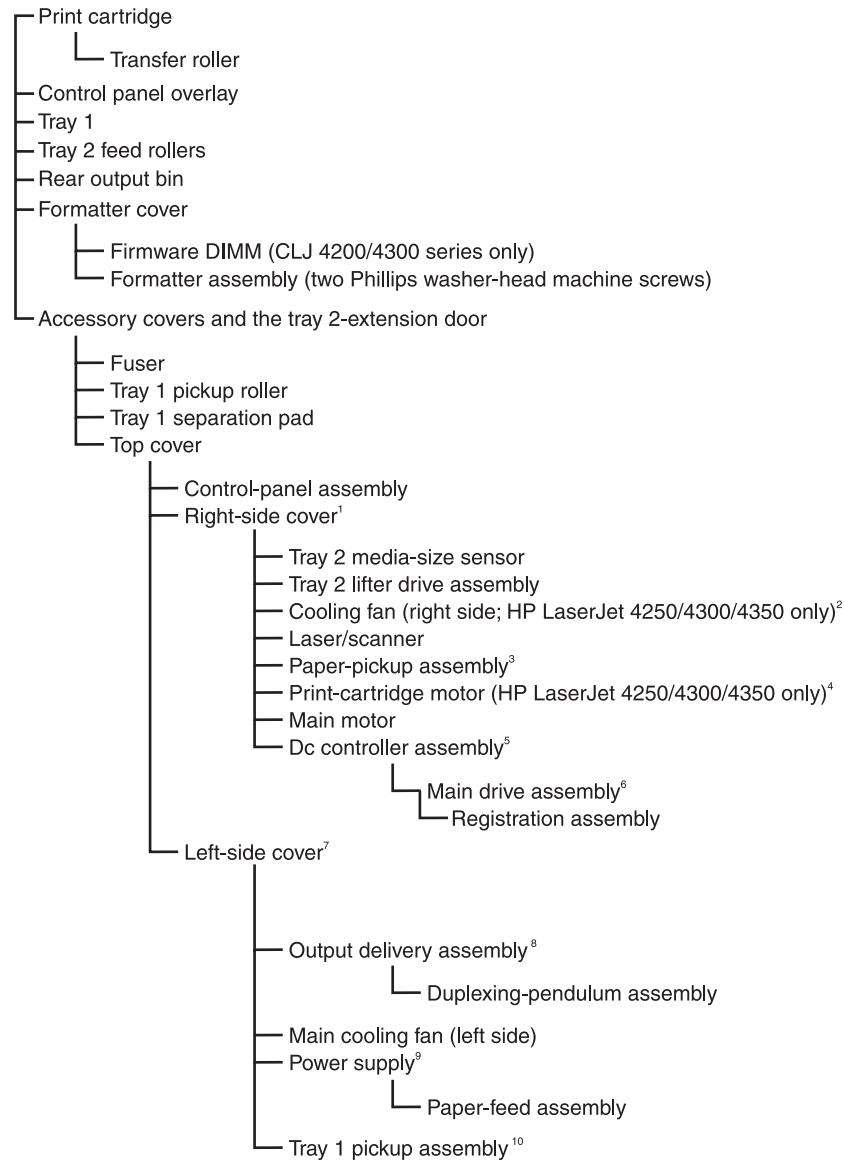 Print cartridge
Transfer roller
Control panel overlay
Tray 1
Tray 2 feed rollers
Rear output bin
Formatter cover
Firmware DIMM (CLJ 4200/4300 series only)
Formatter assembly (two Phillips washer-head machine screws)
Accessory covers and the tray 2-extension door
Fuser
Tray 1 pickup roller
Tray 1 separation pad
Top cover
Control-panel assembly
Right-side cover¹
Tray 2 media-size sensor
Tray 2 lifter drive assembly
Cooling fan (right side; HP LaserJet 4250/4300/4350 only)²
Laser/scanner
Paper-pickup assembly³
Print-cartridge motor (HP LaserJet 4250/4300/4350 only)⁴
Main motor
Dc controller assembly⁵
Main drive assembly⁶
Registration assembly
Left-side cover⁷
Output delivery assembly⁸
Duplexing-pendulum assembly
Main cooling fan (left side)
Power supply⁹
Paper-feed assembly
Tray 1 pickup assembly¹⁰